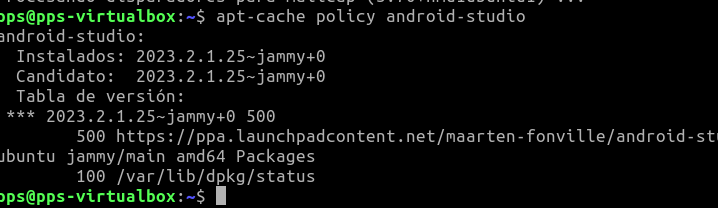 pps@pps-virtualbox:~$ apt-cache policy android-studio
android-studio:
  Instalados: 2023.2.1.25~jammy+0
  Candidato:  2023.2.1.25~jammy+0
  Tabla de versión:
 *** 2023.2.1.25~jammy+0 500
        500 https://ppa.launchpadcontent.net/maarten-fonville/android-stu
ubuntu jammy/main amd64 Packages
        100 /var/lib/dpkg/status
pps@pps-virtualbox:~$